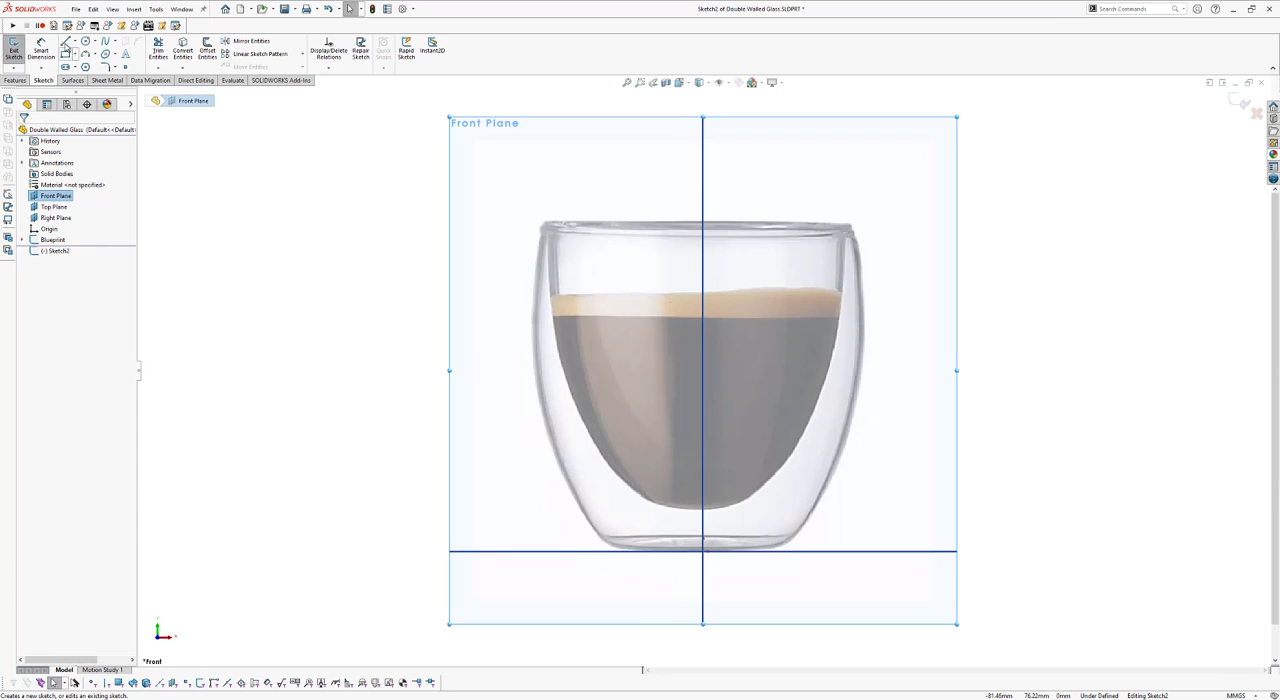 SOLIDWORKS
File
Edit
View
Insert
Tools
Window
Sketch2 of Double Walled Glass.SLDPRT *
Search Commands
Exit Sketch
Smart Dimension
Trim Entities
Convert Entities
Offset Entities
Mirror Entities
Linear Sketch Pattern
Move Entities
Display/Delete Relations
Repair Sketch
Quick Snaps
Rapid Sketch
Instant2D
Features
Sketch
Surfaces
Sheet Metal
Data Migration
Direct Editing
Evaluate
SOLIDWORKS Add-Ins
Front Plane
Front Plane
Double Walled Glass (Default<<Default>
History
Sensors
Annotations
Solid Bodies
Material <not specified>
Front Plane
Top Plane
Right Plane
Origin
Blueprint
(-) Sketch2
*Front
Model
Motion Study 1
Creates a new sketch, or edits an existing sketch.
-81.46mm
76.22mm
0mm
Under Defined
Editing Sketch2
MMGS